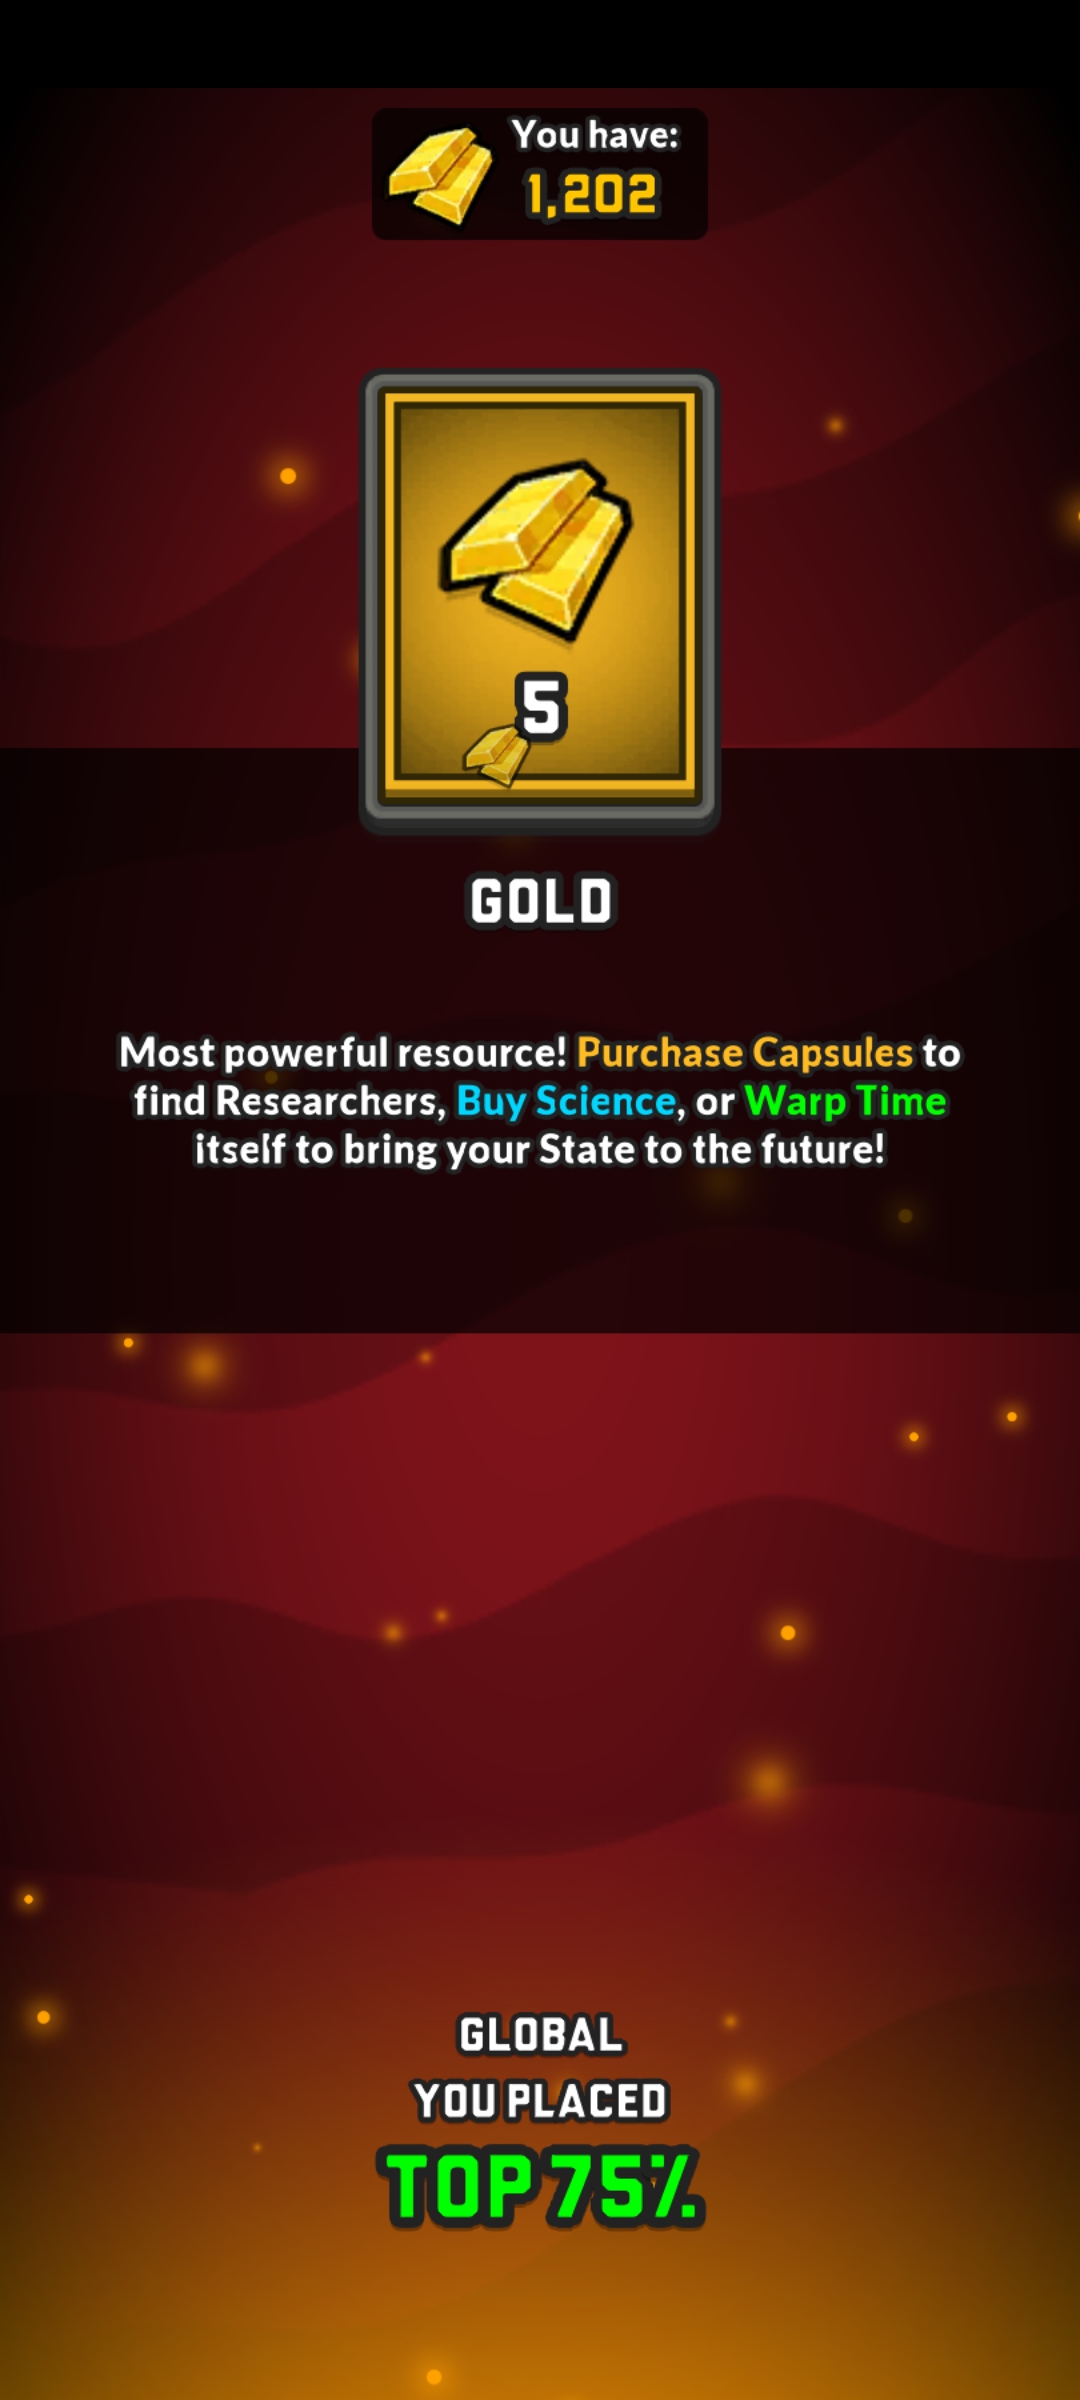 You have:
1,202
5
GOLD
Most powerful resource! Purchase Capsules to
find Researchers, Buy Science, or Warp Time
itself to bring your State to the future!
GLOBAL
YOU PLACED
TOP 75%